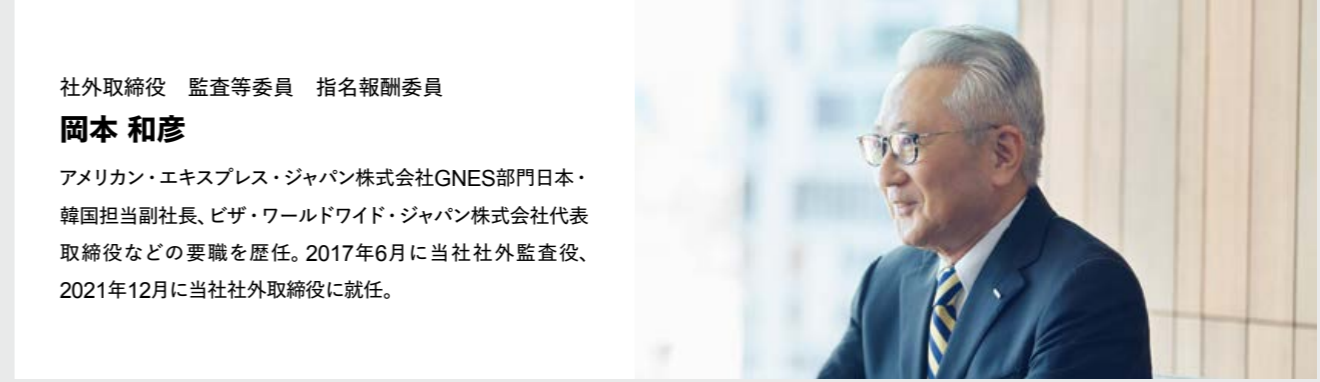 社外取締役　監査等委員　指名報酬委員
岡本 和彦
アメリカン・エキスプレス・ジャパン株式会社GNES部門日本・
韓国担当副社長、ビザ・ワールドワイド・ジャパン株式会社代表
取締役などの要職を歴任。2017年6月に当社社外監査役、
2021年12月に当社社外取締役に就任。